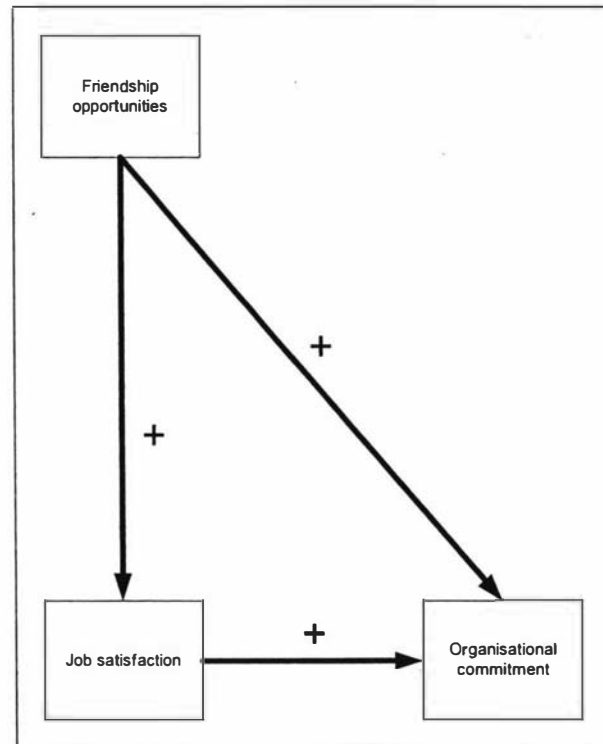 Friendship
opportunities
+
+
Job satisfaction
+
Organisational
commitment